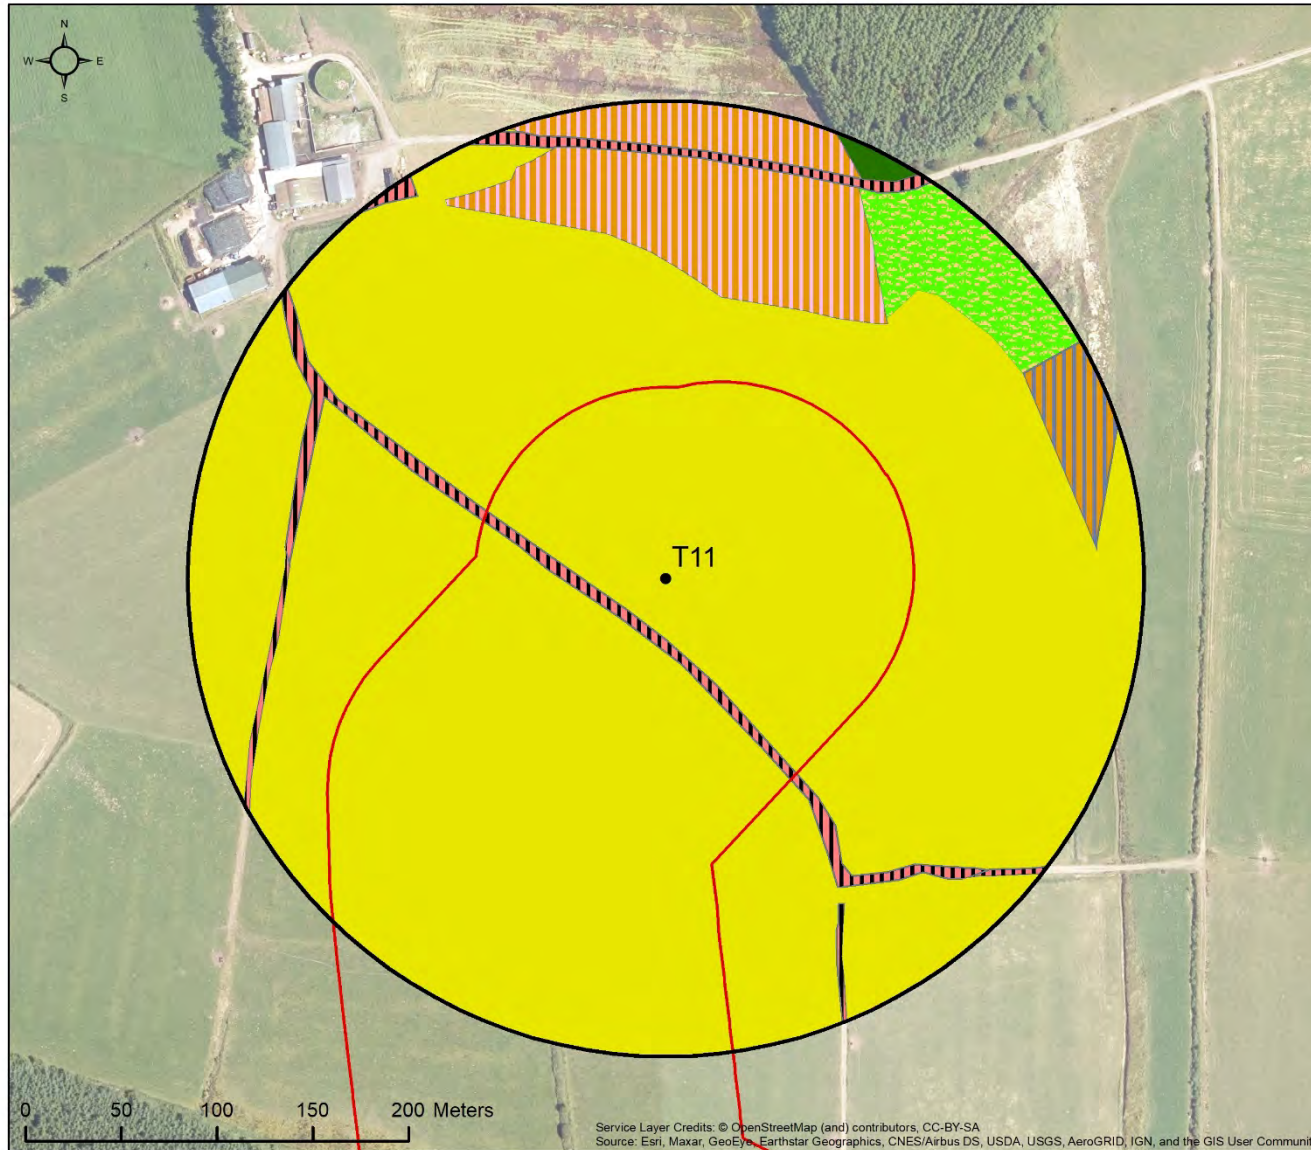 N
W E
S
T11
0 50 100 150 200 Meters
Service Layer Credits: © OpenStreetMap (and) contributors, CC-BY-SA
Source: Esri, Maxar, GeoEye, Earthstar Geographics, CNES/Airbus DS, USDA, USGS, AeroGRID, IGN, and the GIS User Communit